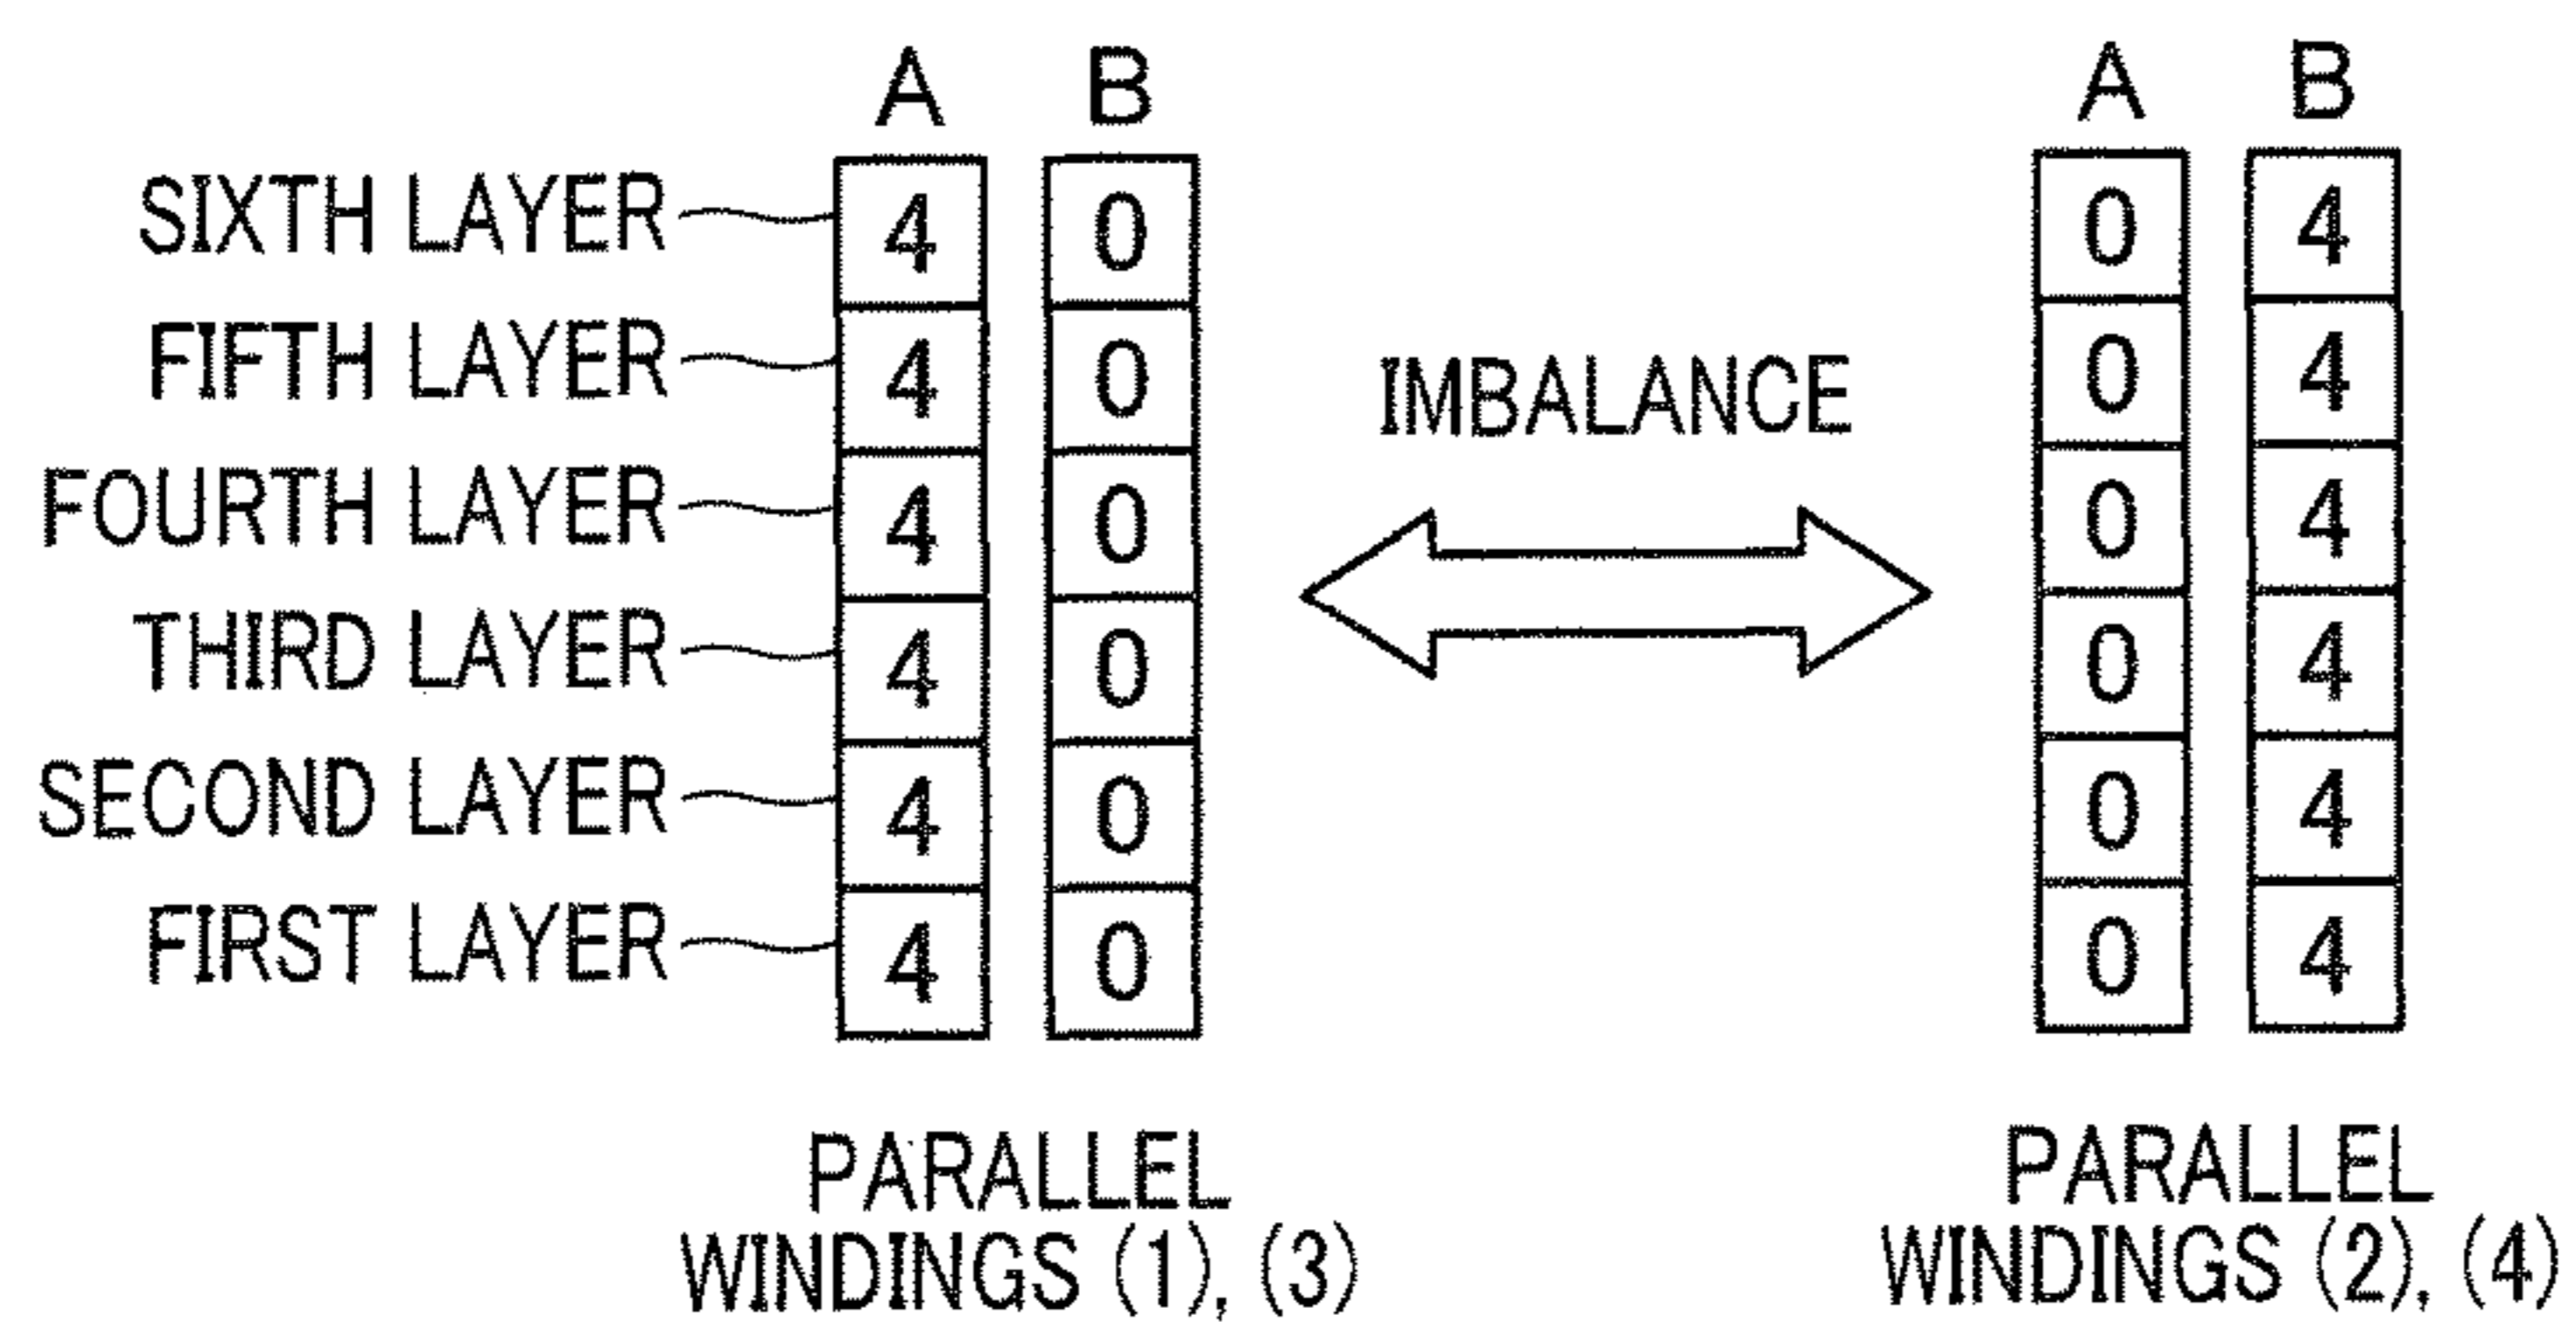 A B A B
SIXTH LAYER 4 0 0 4
FIFTH LAYER 4 0 IMBALANCE 0 4
FOURTH LAYER 4 0 0 4
THIRD LAYER 4 0 0 4
SECOND LAYER 4 0 0 4
FIRST LAYER 4 0 0 4
PARALLEL PARALLEL
WINDINGS (1), (3) WINDINGS (2), (4)